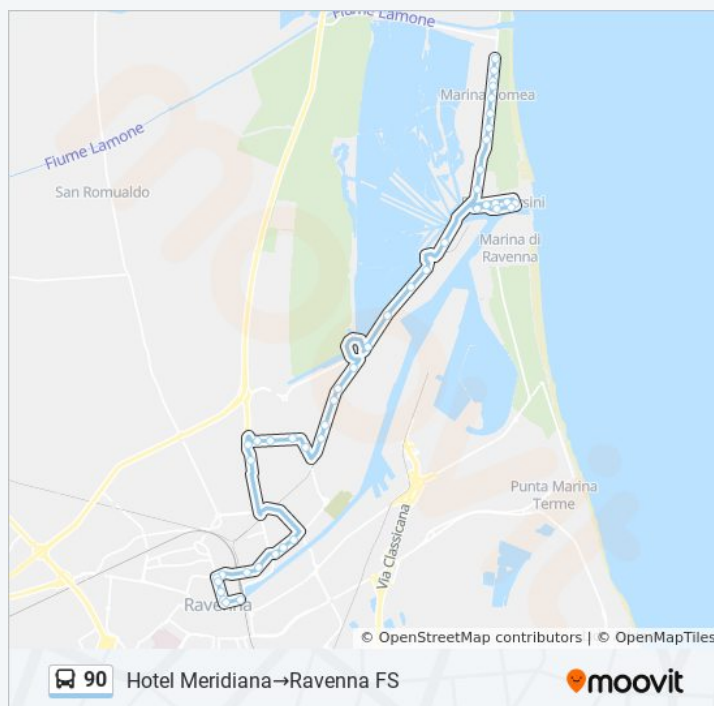 Fiume Lamone
Marina Romea
Fiume Lamone
San Romualdo
Marina di
Ravenna
Punta Marina
Terme
Via Classicana
Ravenna
© OpenStreetMap contributors | © OpenMapTiles
90 Hotel Meridiana→Ravenna FS
moovit